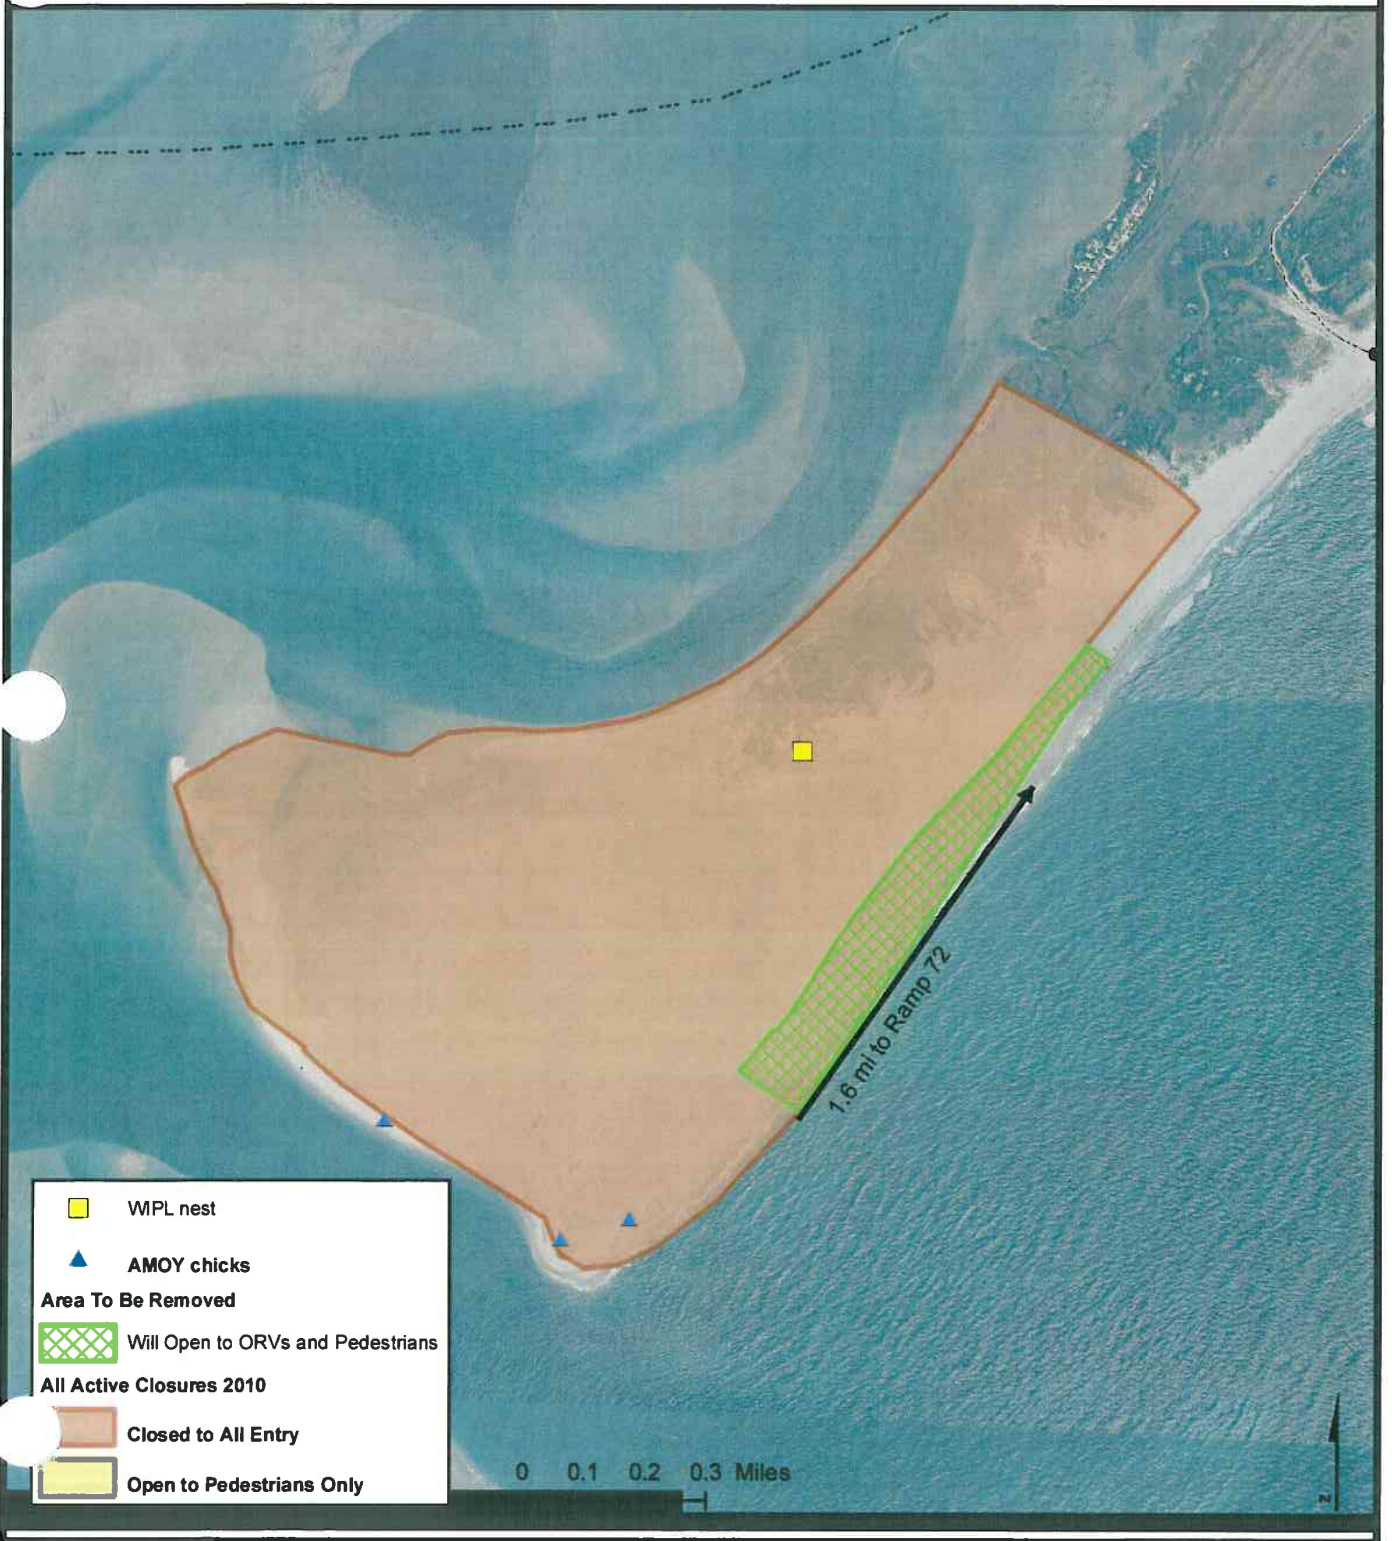 1.6 mi to Ramp 72
WIPL nest
AMOY chicks
Area To Be Removed
Will Open to ORVs and Pedestrians
All Active Closures 2010
Closed to All Entry
Open to Pedestrians Only
0 0.1 0.2 0.3 Miles
N